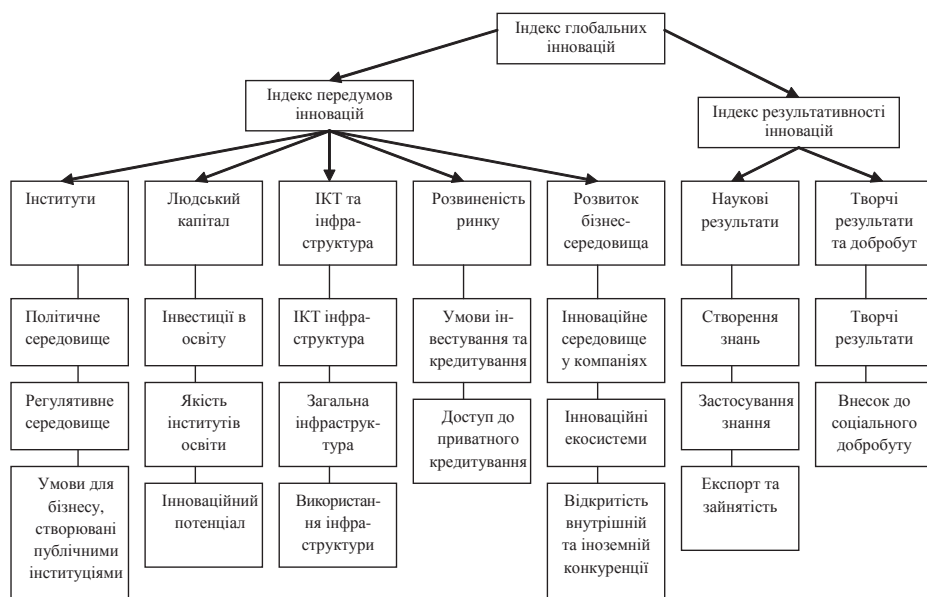 Індекс глобальних
інновацій
Індекс передумов
інновацій
Індекс результативності
інновацій
Інститути
Людський
капітал
ІКТ та
інфра-
структура
Розвиненість
ринку
Розвиток
бізнес-
середовища
Наукові
результати
Творчі
результати
та добробут
Політичне
середовище
Інвестиції в
освіту
ІКТ інфра-
структура
Умови ін-
вестування та
кредитування
Інноваційне
середовище
у компаніях
Створення
знань
Творчі
результати
Регулятивне
середовище
Якість
інститутів
освіти
Загальна
інфраструк-
тура
Доступ до
приватного
кредитування
Інноваційні
екосистеми
Застосування
знання
Внесок до
соціального
добробуту
Умови для
бізнесу,
створювані
публічними
інституціями
Інноваційний
потенціал
Використан-
ня інфра-
структури
Відкритість
внутрішній
та іноземній
конкуренції
Експорт та
зайнятість